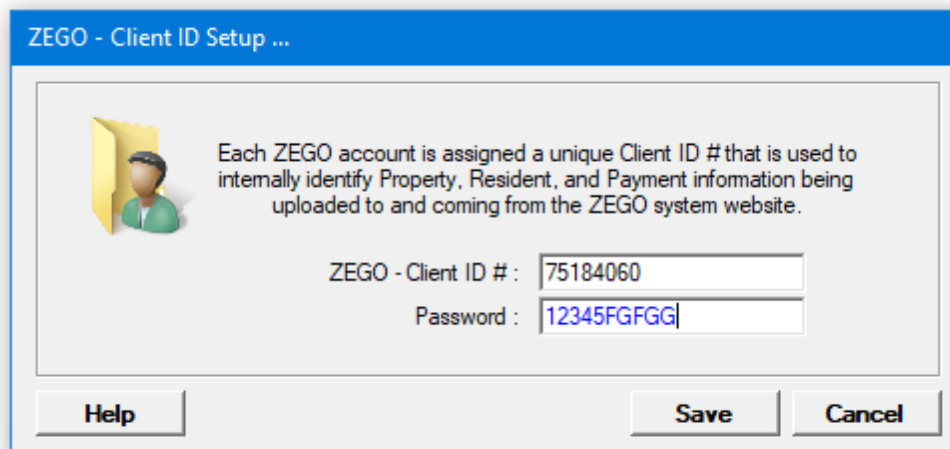 ZEGO - Client ID Setup ...
Each ZEGO account is assigned a unique Client ID # that is used to
internally identify Property, Resident, and Payment information being
uploaded to and coming from the ZEGO system website.
ZEGO - Client ID # : 75184060
Password : 12345FGFGG
Help Save Cancel